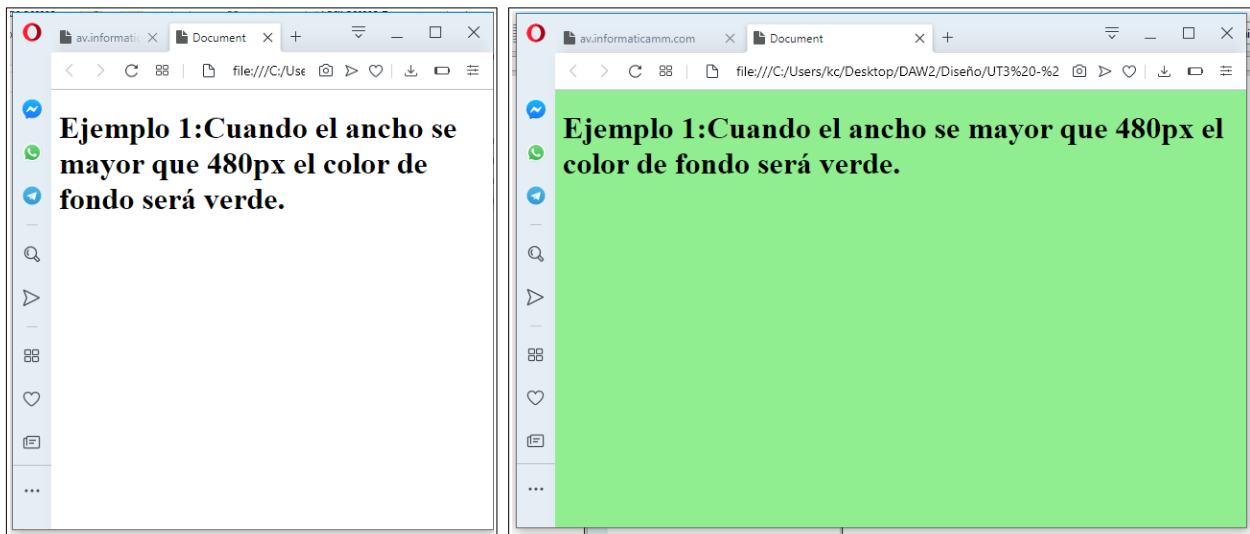 av.informatic
Document
file:///C:/Use
Ejemplo 1:Cuando el ancho se
mayor que 480px el color de
fondo será verde.
av.informaticamm.com
Document
file:///C:/Users/kc/Desktop/DAW2/Diseño/UT3%20-%2
Ejemplo 1:Cuando el ancho se mayor que 480px el
color de fondo será verde.